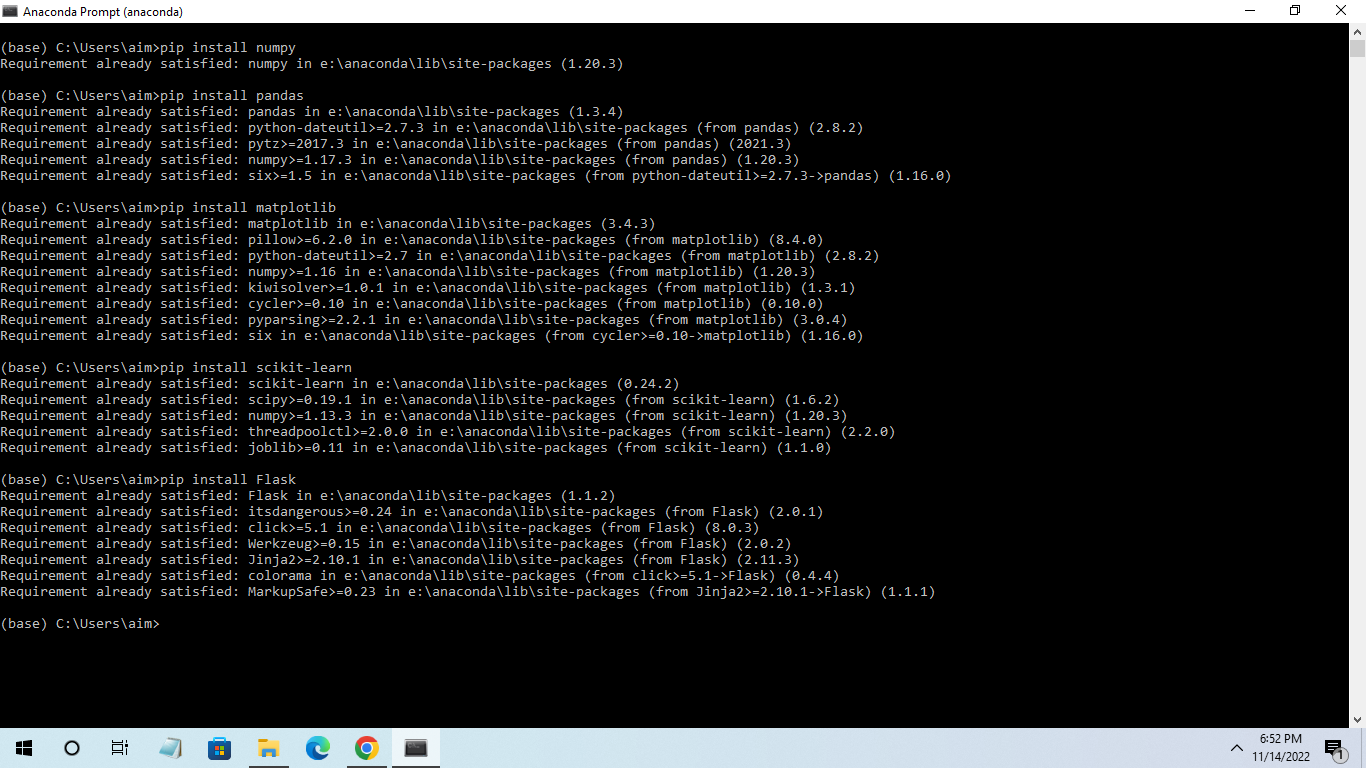 Anaconda Prompt (anaconda)
(base) C:\Users\aim>pip install numpy
Requirement already satisfied: numpy in e:\anaconda\lib\site-packages (1.20.3)
(base) C:\Users\aim>pip install pandas
Requirement already satisfied: pandas in e:\anaconda\lib\site-packages (1.3.4)
Requirement already satisfied: python-dateutil>=2.7.3 in e:\anaconda\lib\site-packages (from pandas) (2.8.2)
Requirement already satisfied: pytz>=2017.3 in e:\anaconda\lib\site-packages (from pandas) (2021.3)
Requirement already satisfied: numpy>=1.17.3 in e:\anaconda\lib\site-packages (from pandas) (1.20.3)
Requirement already satisfied: six>=1.5 in e:\anaconda\lib\site-packages (from python-dateutil>=2.7.3->pandas) (1.16.0)
(base) C:\Users\aim>pip install matplotlib
Requirement already satisfied: matplotlib in e:\anaconda\lib\site-packages (3.4.3)
Requirement already satisfied: pillow>=6.2.0 in e:\anaconda\lib\site-packages (from matplotlib) (8.4.0)
Requirement already satisfied: python-dateutil>=2.7 in e:\anaconda\lib\site-packages (from matplotlib) (2.8.2)
Requirement already satisfied: numpy>=1.16 in e:\anaconda\lib\site-packages (from matplotlib) (1.20.3)
Requirement already satisfied: kiwisolver>=1.0.1 in e:\anaconda\lib\site-packages (from matplotlib) (1.3.1)
Requirement already satisfied: cycler>=0.10 in e:\anaconda\lib\site-packages (from matplotlib) (0.10.0)
Requirement already satisfied: pyparsing>=2.2.1 in e:\anaconda\lib\site-packages (from matplotlib) (3.0.4)
Requirement already satisfied: six in e:\anaconda\lib\site-packages (from cycler>=0.10->matplotlib) (1.16.0)
(base) C:\Users\aim>pip install scikit-learn
Requirement already satisfied: scikit-learn in e:\anaconda\lib\site-packages (0.24.2)
Requirement already satisfied: scipy>=0.19.1 in e:\anaconda\lib\site-packages (from scikit-learn) (1.6.2)
Requirement already satisfied: numpy>=1.13.3 in e:\anaconda\lib\site-packages (from scikit-learn) (1.20.3)
Requirement already satisfied: threadpoolctl>=2.0.0 in e:\anaconda\lib\site-packages (from scikit-learn) (2.2.0)
Requirement already satisfied: joblib>=0.11 in e:\anaconda\lib\site-packages (from scikit-learn) (1.1.0)
(base) C:\Users\aim>pip install Flask
Requirement already satisfied: Flask in e:\anaconda\lib\site-packages (1.1.2)
Requirement already satisfied: itsdangerous>=0.24 in e:\anaconda\lib\site-packages (from Flask) (2.0.1)
Requirement already satisfied: click>=5.1 in e:\anaconda\lib\site-packages (from Flask) (8.0.3)
Requirement already satisfied: Werkzeug>=0.15 in e:\anaconda\lib\site-packages (from Flask) (2.0.2)
Requirement already satisfied: Jinja2>=2.10.1 in e:\anaconda\lib\site-packages (from Flask) (2.11.3)
Requirement already satisfied: colorama in e:\anaconda\lib\site-packages (from click>=5.1->Flask) (0.4.4)
Requirement already satisfied: MarkupSafe>=0.23 in e:\anaconda\lib\site-packages (from Jinja2>=2.10.1->Flask) (1.1.1)
(base) C:\Users\aim>
6:52 PM
11/14/2022
1